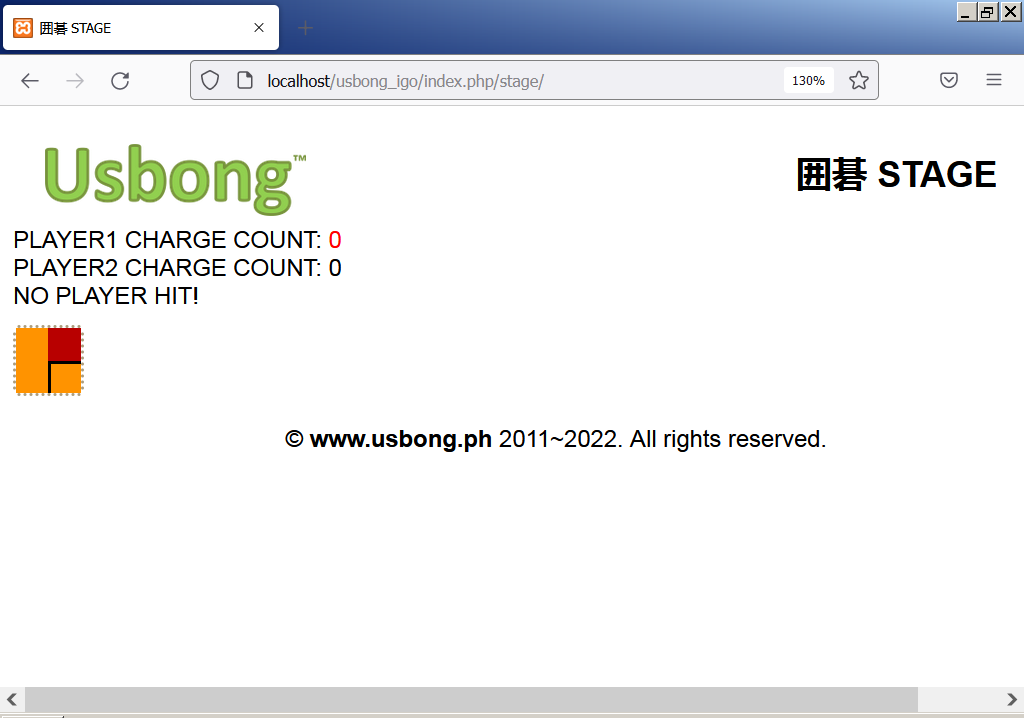 囲碁 STAGE
localhost/usbong_igo/index.php/stage/
130%
Usbong™
囲碁 STAGE
PLAYER1 CHARGE COUNT: 0
PLAYER2 CHARGE COUNT: 0
NO PLAYER HIT!
© www.usbong.ph 2011~2022. All rights reserved.